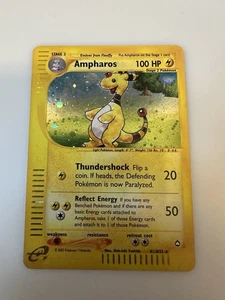 STAGE 2 Evolves from Flaaffy Put Ampharos on the Stage 1 card
Ampharos 100 HP
Stage 2 Pokémon
Thundershock Flip a
coin. If heads, the Defending
Pokémon is now Paralyzed.
20
Reflect Energy If you have any
Benched Pokémon and if there are
any basic Energy cards attached to
Ampharos, take 1 of those Energy cards
and attach it to 1 of those Pokémon.
50
weakness resistance retreat cost